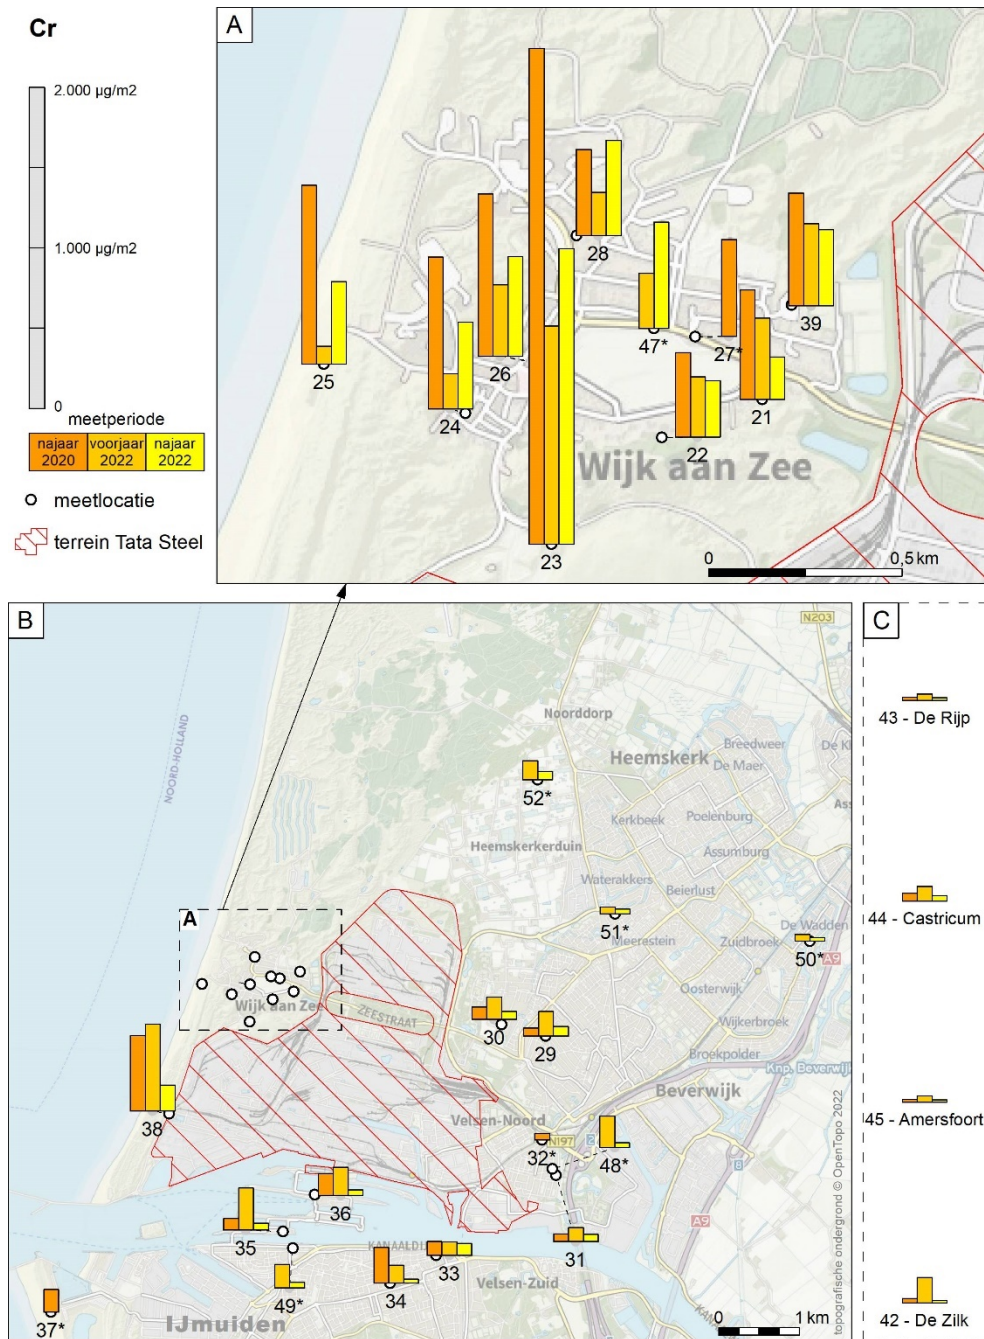 Cr
2.000 µg/m2
1.000 µg/m2
0
meetperiode
najaar 2020
voorjaar 2022
najaar 2022
meetlocatie
terrein Tata Steel
A
28
25
26
24
47*
27*
39
21
22
23
Wijk aan Zee
0 0,5 km
B
NOORD-HOLLAND
N203
Noorddorp
Heemskerk
Breedweer
De Maer
52*
Kerkbeek
Poelenburg
Heemskerkerduin
Assumburg
Waterakkers
Beierlust
51*
Meerestein
Zuidbroek
De Wadden
50*
A9
A
Wijk aan Zee
ZEESTRAAT
Oosterwijk
30
29
Wijkerbroek
Broekpolder
Knp. Beverwijk
Beverwijk
38
Velsen-Noord
N197
32*
48*
36
35
A9
31
33
34
49*
Velsen-Zuid
37*
IJmuiden
0 1 km
topografische ondergrond © OpenTopo 2022
C
43 - De Rijp
44 - Castricum
45 - Amersfoort
42 - De Zilk